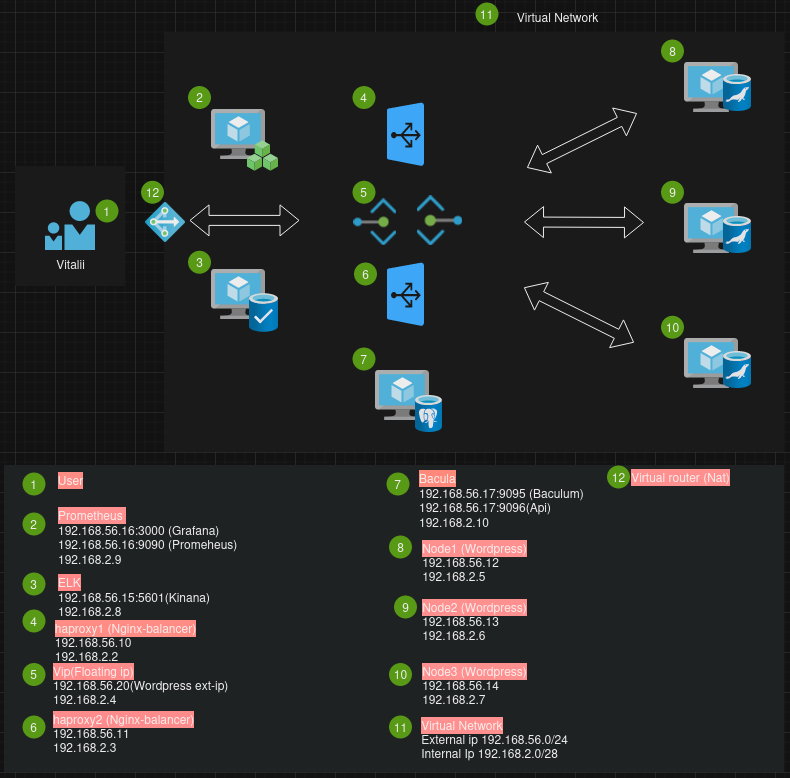 11
Virtual Network
8
2
4
12
5
9
1
Vitalii
3
6
10
7
1
User
2
Prometheus
192.168.56.16:3000 (Grafana)
192.168.56.16:9090 (Promeheus)
192.168.2.9
3
ELK
192.168.56.15:5601(Kinana)
192.168.2.8
4
haproxy1 (Nginx-balancer)
192.168.56.10
192.168.2.2
5
Vip(Floating ip)
192.168.56.20(Wordpress ext-ip)
192.168.2.4
6
haproxy2 (Nginx-balancer)
192.168.56.11
192.168.2.3
7
Bacula
192.168.56.17:9095 (Baculum)
192.168.56.17:9096(Api)
192.168.2.10
8
Node1 (Wordpress)
192.168.56.12
192.168.2.5
9
Node2 (Wordpress)
192.168.56.13
192.168.2.6
10
Node3 (Wordpress)
192.168.56.14
192.168.2.7
11
Virtual Network
External ip 192.168.56.0/24
Internal Ip 192.168.2.0/28
12
Virtual router (Nat)